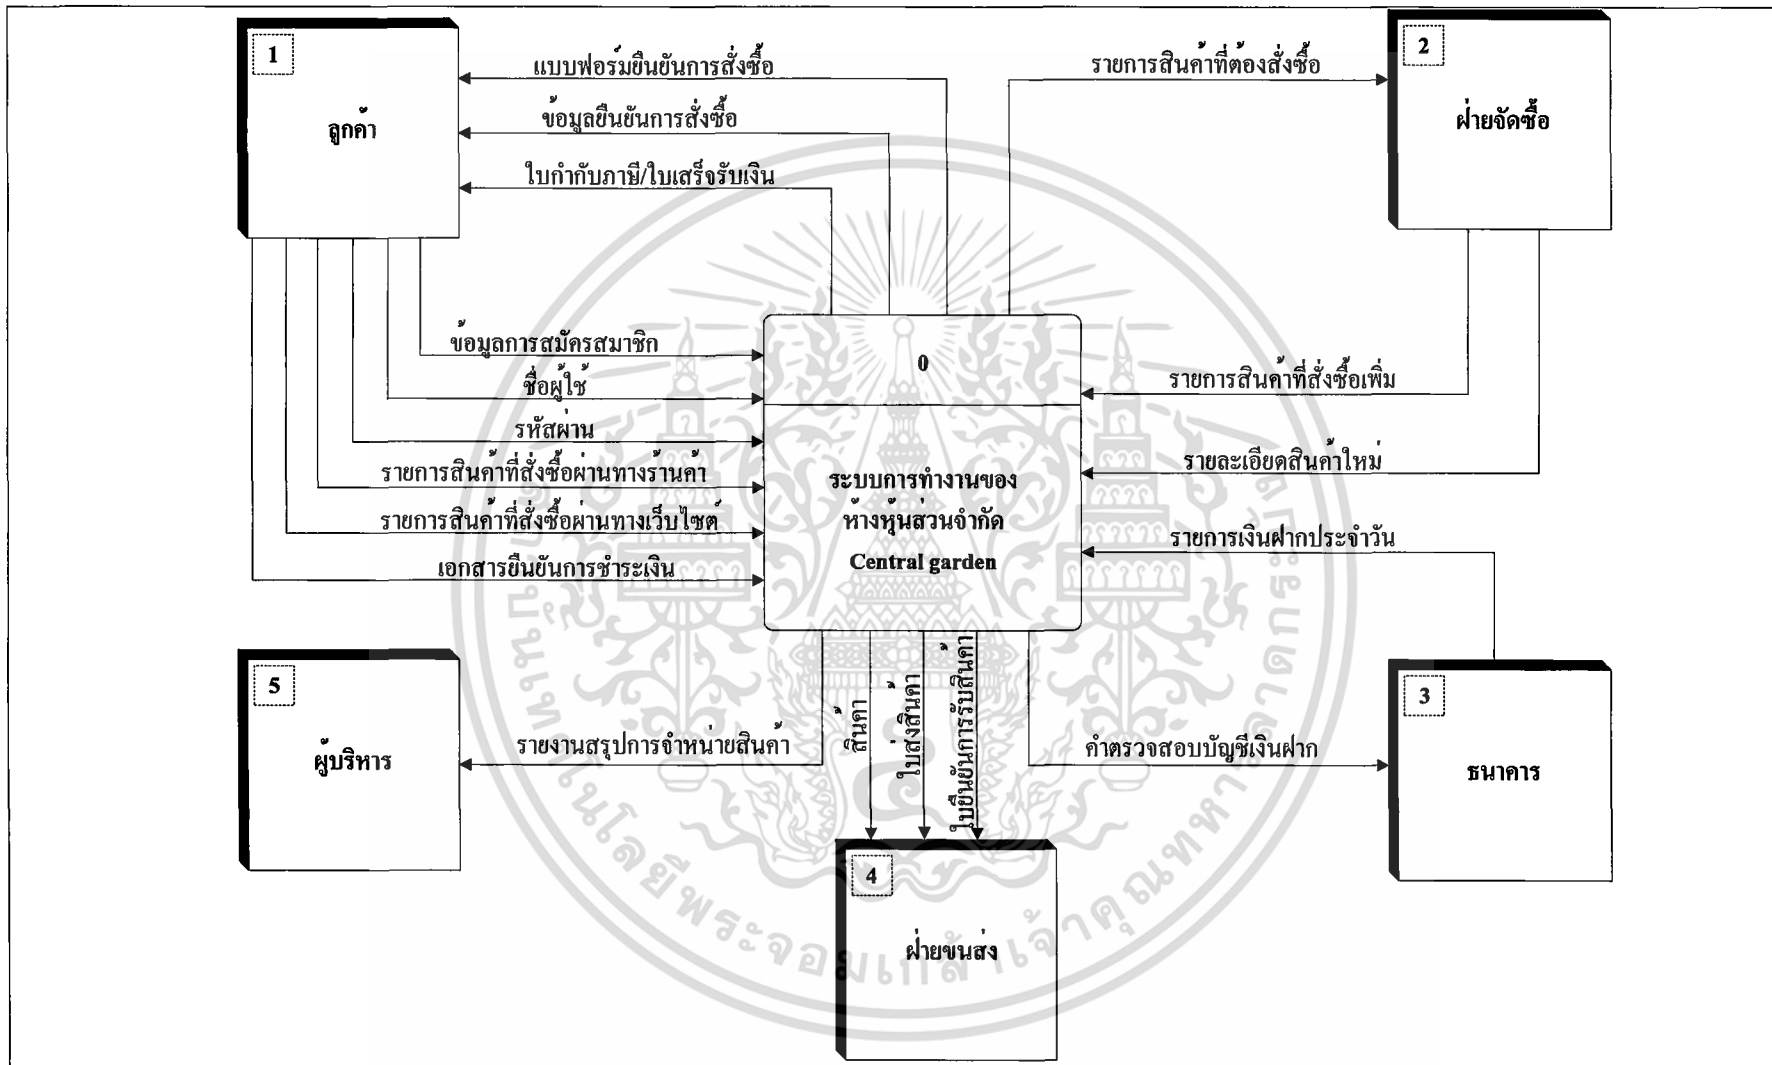 1
ลูกค้า
แบบฟอร์มยืนยันการสั่งซื้อ
ข้อมูลยืนยันการสั่งซื้อ
ใบกำกับภาษี/ใบเสร็จรับเงิน
รายการสินค้าที่ต้องสั่งซื้อ
2
ฝ่ายจัดซื้อ
ข้อมูลการสมัครสมาชิก
ชื่อผู้ใช้
รหัสผ่าน
รายการสินค้าที่สั่งซื้อผ่านทางร้านค้า
รายการสินค้าที่สั่งซื้อผ่านทางเว็บไซต์
เอกสารยืนยันการชำระเงิน
0
ระบบการทำงานของ
ห้างหุ้นส่วนจำกัด
Central garden
รายการสินค้าที่สั่งซื้อเพิ่ม
รายละเอียดสินค้าใหม่
รายการเงินฝากประจำวัน
5
ผู้บริหาร
รายงานสรุปการจำหน่ายสินค้า
สินค้า
ใบส่งสินค้า
ใบยืนยันการรับสินค้า
คำตรวจสอบบัญชีเงินฝาก
3
ธนาคาร
4
ฝ่ายขนส่ง